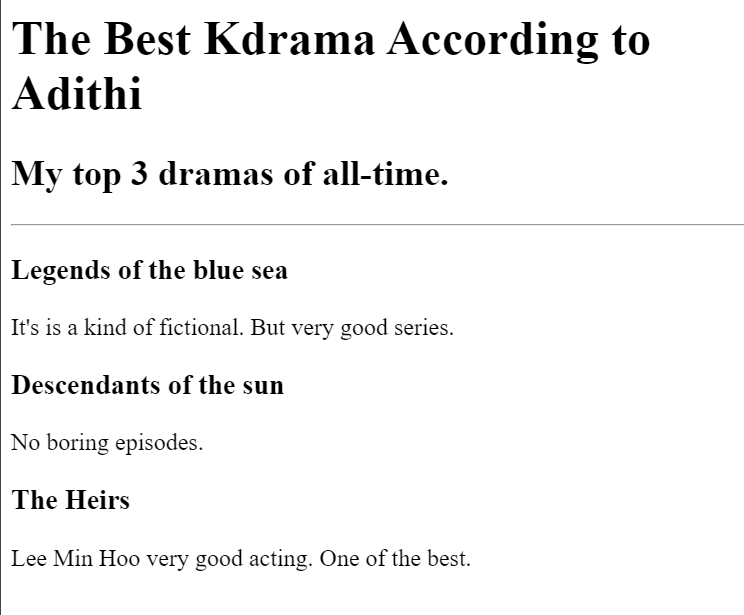 The Best Kdrama According to
Adithi
My top 3 dramas of all-time.
Legends of the blue sea
It's is a kind of fictional. But very good series.
Descendants of the sun
No boring episodes.
The Heirs
Lee Min Hoo very good acting. One of the best.